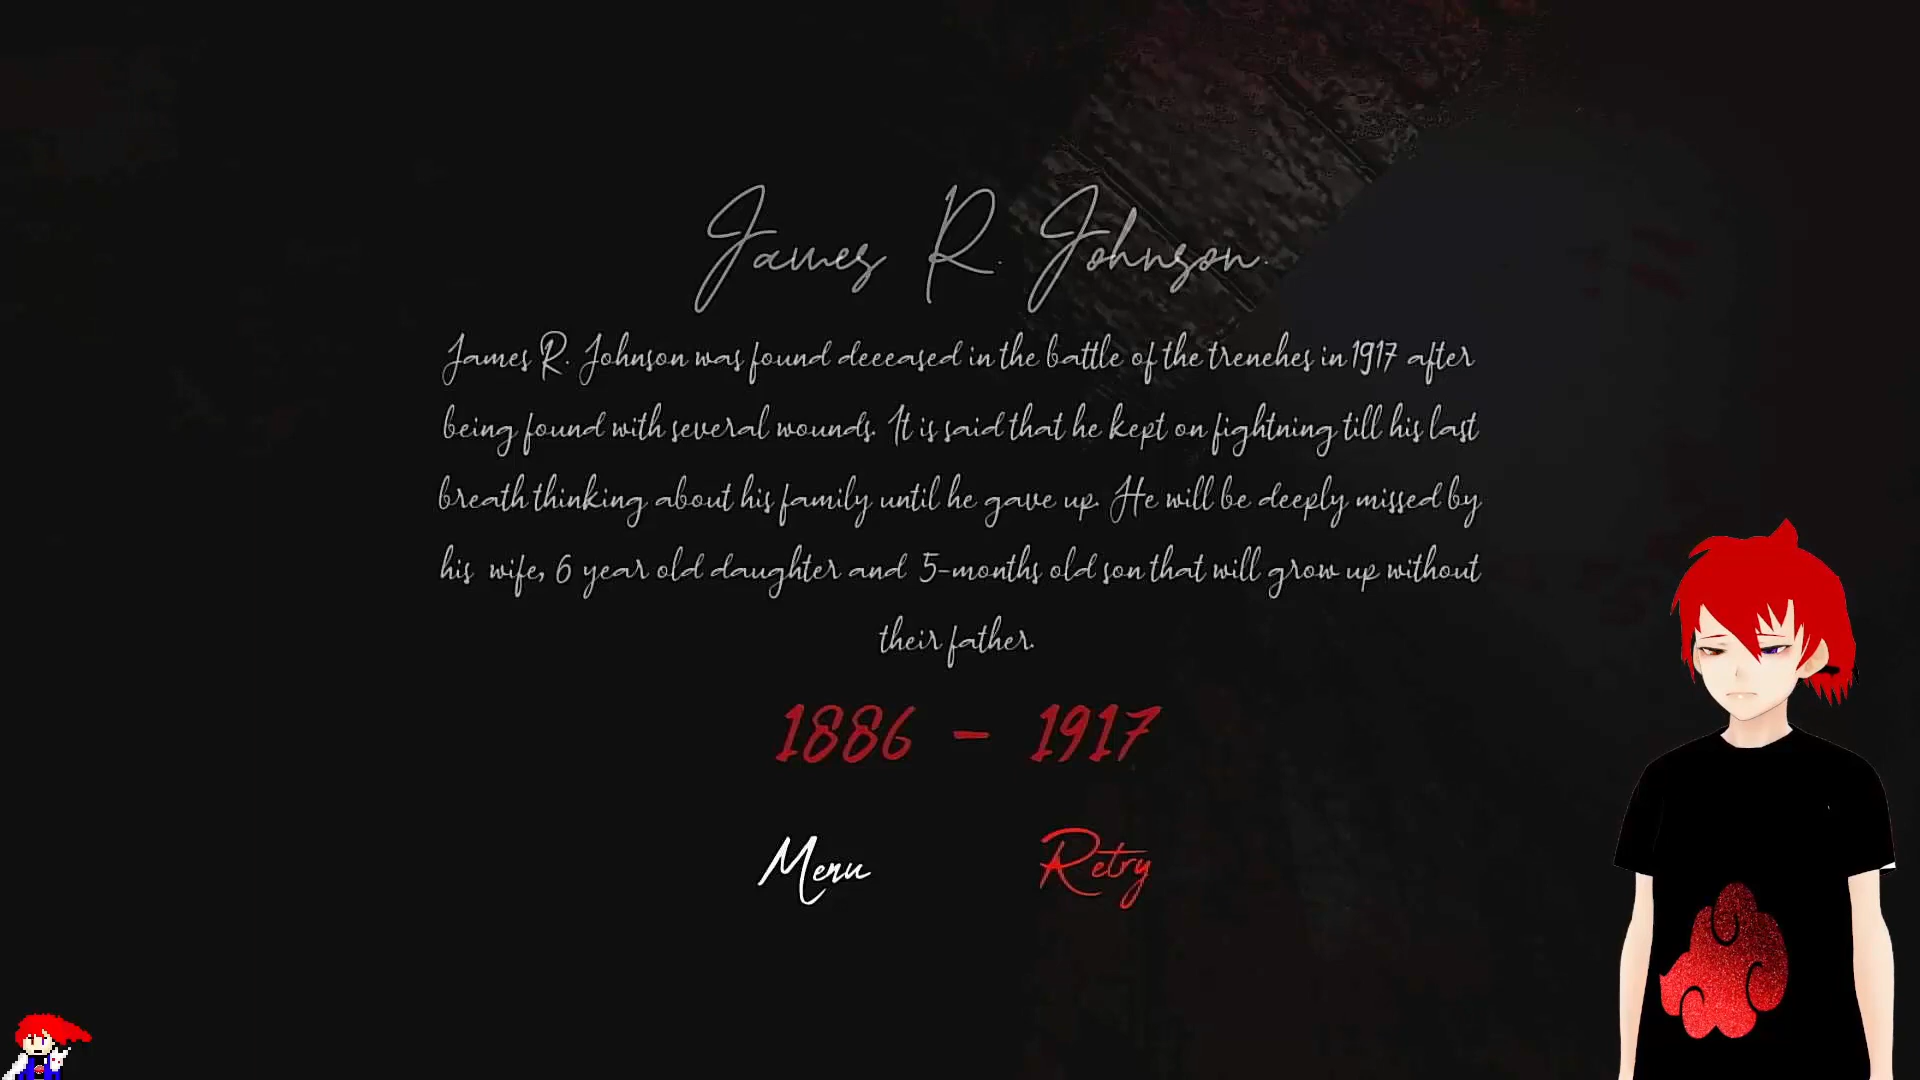 James R. Johnson.
James R. Johnson was found deceased in the battle of the trenches in 1917 after
being found with several wounds. It is said that he kept on fightning till his last
breath thinking about his family until he gave up. He will be deeply missed by
his wife, 6 year old daughter and 5-months old son that will grow up without
their father.
1886 - 1917
Menu Retry